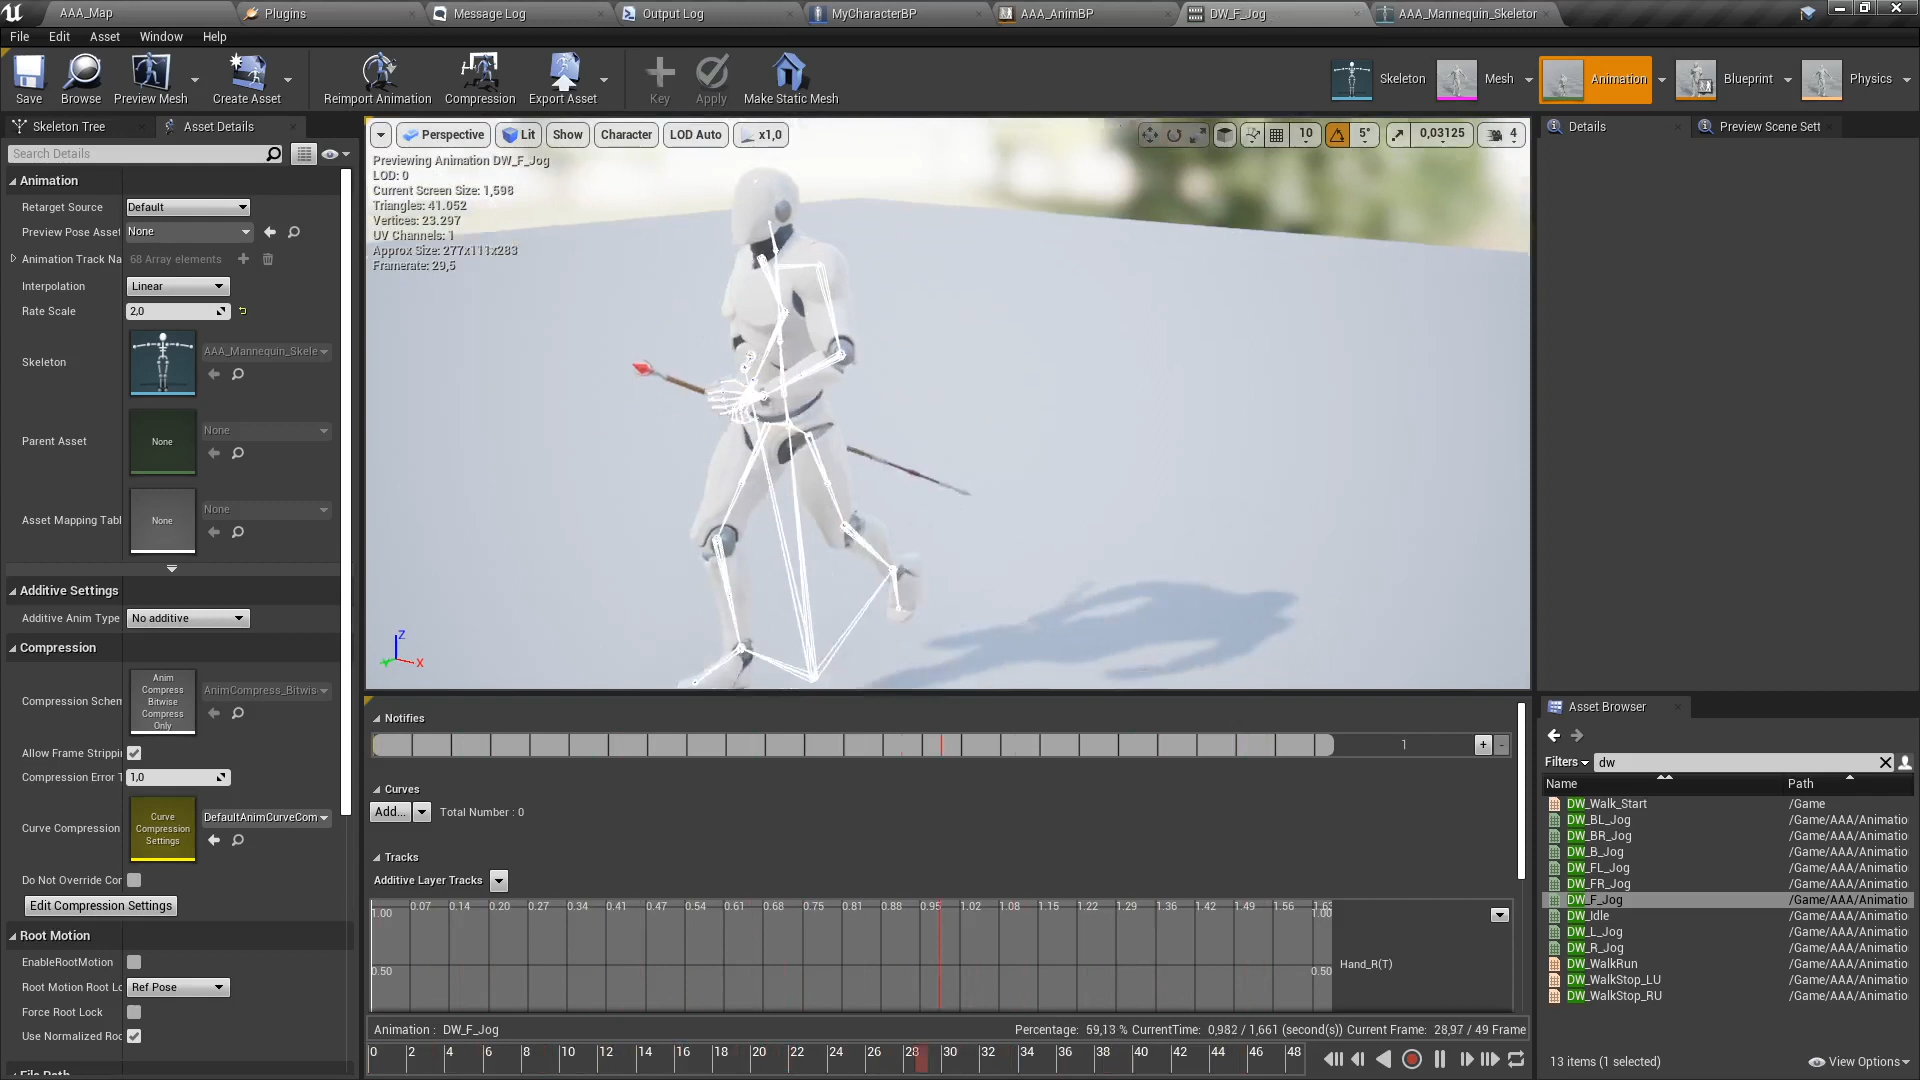 AAA_Map
Plugins
Message Log
Output Log
MyCharacterBP
AAA_AnimBP
DW_F_Jog
AAA_Mannequin_Skeletor
File
Edit
Asset
Window
Help
Save
Browse
Preview Mesh
Create Asset
Reimport Animation
Compression
Export Asset
Key
Apply
Make Static Mesh
Skeleton
Mesh
Animation
Blueprint
Physics
Skeleton Tree
Asset Details
Search Details
Animation
Retarget Source
Default
Preview Pose Asset
None
Animation Track Na
68 Array elements
Interpolation
Linear
Rate Scale
2,0
Skeleton
AAA_Mannequin_Skele
Parent Asset
None
None
Asset Mapping Tabl
None
None
Additive Settings
Additive Anim Type
No additive
Compression
Compression Schem
Anim
Compress
Bitwise
Compress
Only
AnimCompress_Bitwis
Allow Frame Strippi
Compression Error T
1,0
Curve Compression
Curve
Compression
Settings
DefaultAnimCurveCom
Do Not Override Cor
Edit Compression Settings
Root Motion
EnableRootMotion
Root Motion Root Lo
Ref Pose
Force Root Lock
Use Normalized Roo
File Path
Perspective
Lit
Show
Character
LOD Auto
x1,0
10
5°
0,03125
4
Previewing Animation DW_F_Jog
LOD: 0
Current Screen Size: 1,598
Triangles: 41.052
Vertices: 23.297
UV Channels: 1
Approx Size: 277x111x283
Framerate: 29,5
Z
X
Notifies
1
+
-
Curves
Add...
Total Number : 0
Tracks
Additive Layer Tracks
1.00
0.07 0.14 0.20 0.27 0.34 0.41 0.47 0.54 0.61 0.68 0.75 0.81 0.88 0.95 1.02 1.08 1.15 1.22 1.29 1.36 1.42 1.49 1.56 1.63
1.00
0.50
0.50
Hand_R(T)
Animation : DW_F_Jog
Percentage: 59,13 % CurrentTime: 0,982 / 1,661 (second(s)) Current Frame: 28,97 / 49 Frame
0 2 4 6 8 10 12 14 16 18 20 22 24 26 28 30 32 34 36 38 40 42 44 46 48
Details
Preview Scene Sett
Asset Browser
Filters
dw
Name
Path
DW_Walk_Start /Game
DW_BL_Jog /Game/AAA/Animatio
DW_BR_Jog /Game/AAA/Animatio
DW_B_Jog /Game/AAA/Animatio
DW_FL_Jog /Game/AAA/Animatio
DW_FR_Jog /Game/AAA/Animatio
DW_F_Jog /Game/AAA/Animatio
DW_Idle /Game/AAA/Animatio
DW_L_Jog /Game/AAA/Animatio
DW_R_Jog /Game/AAA/Animatio
DW_WalkRun /Game/AAA/Animatio
DW_WalkStop_LU /Game/AAA/Animatio
DW_WalkStop_RU /Game/AAA/Animatio
13 items (1 selected)
View Options